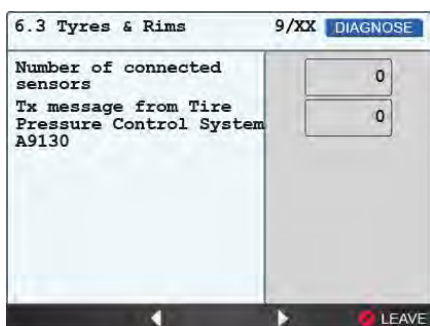 6.3 Tyres & Rims 9/XX DIAGNOSE
Number of connected
sensors
0
Tx message from Tire
Pressure Control System
A9130
0
LEAVE